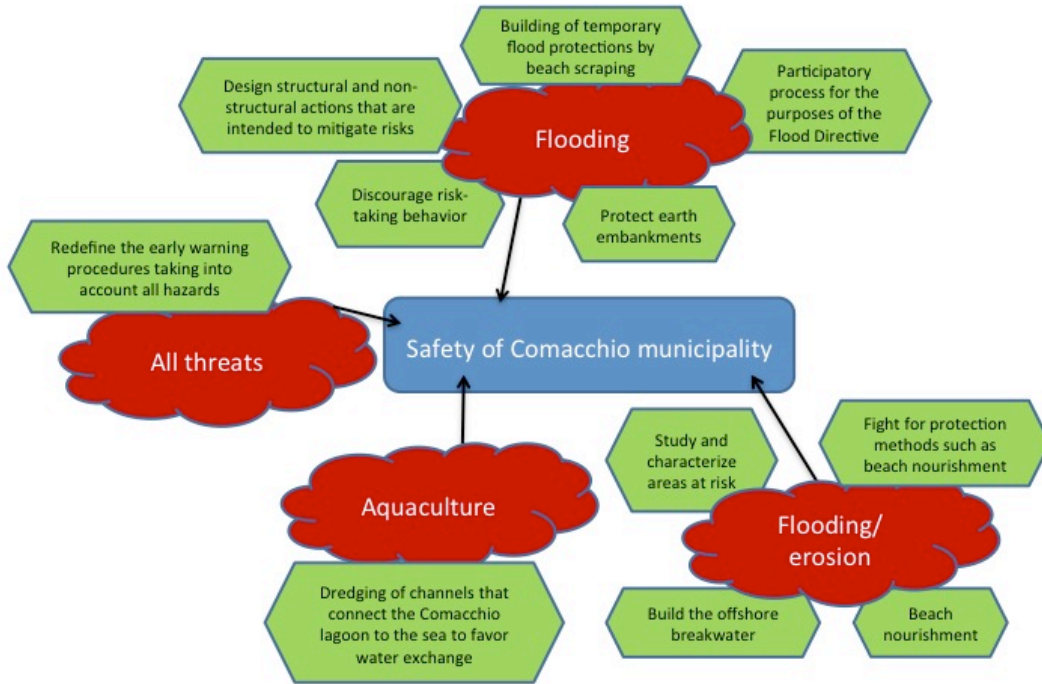 Building of temporary
flood protections by
beach scraping
Design structural and non-
structural actions that are
intended to mitigate risks
Participatory
process for the
purposes of the
Flood Directive
Flooding
Discourage risk-
taking behavior
Protect earth
embankments
Redefine the early warning
procedures taking into
account all hazards
All threats
Safety of Comacchio municipality
Study and
characterize
areas at risk
Fight for protection
methods such as
beach nourishment
Aquaculture
Flooding/
erosion
Dredging of channels that
connect the Comacchio
lagoon to the sea to favor
water exchange
Build the offshore
breakwater
Beach
nourishment